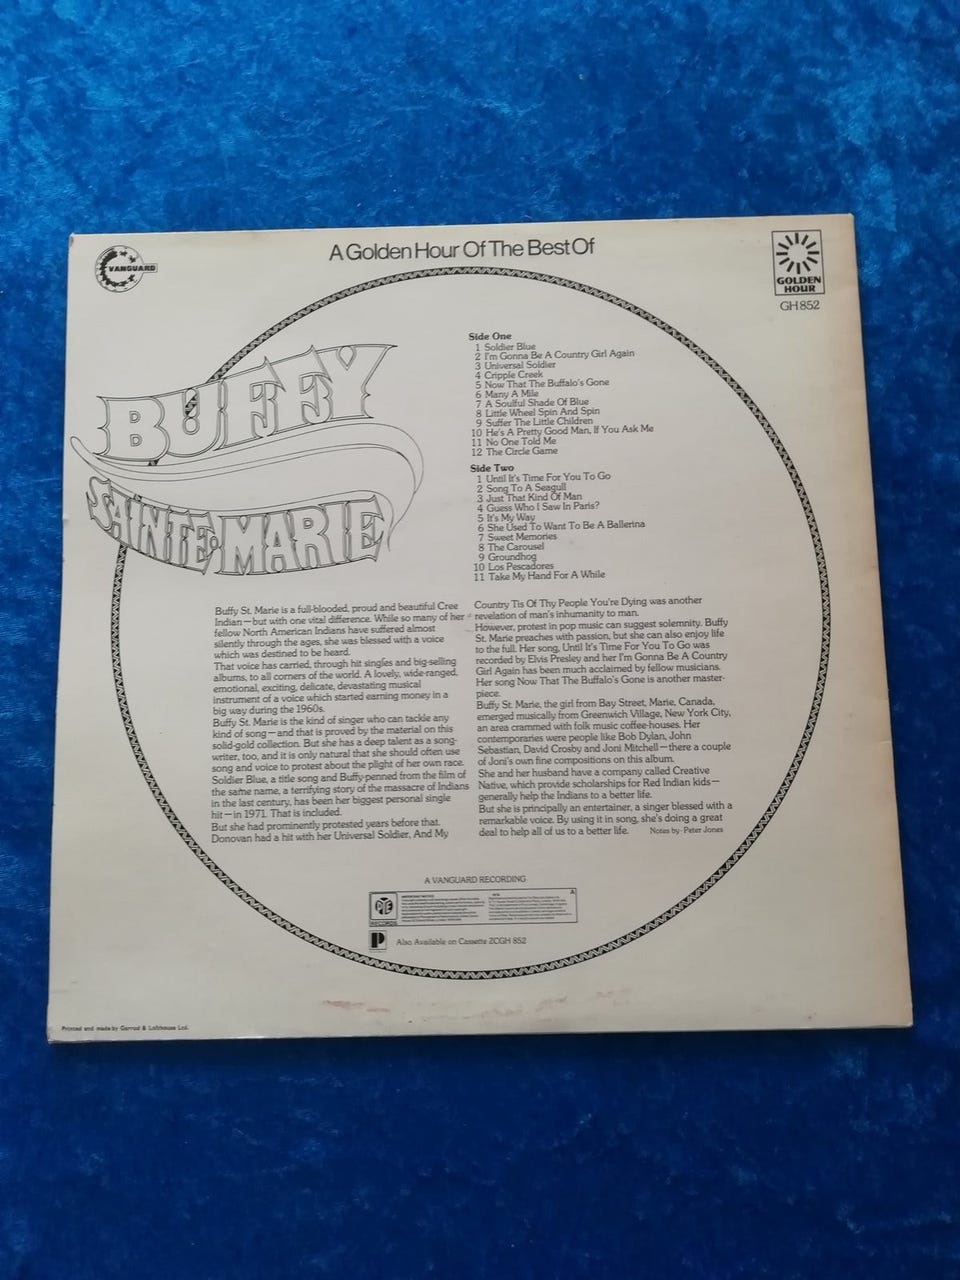 A Golden Hour Of The Best Of
VANGUARD
GOLDEN
HOUR
GH 852
BUFFY
SAINTE-MARIE
Side One
1 Soldier Blue
2 I'm Gonna Be A Country Girl Again
3 Universal Soldier
4 Cripple Creek
5 Now That The Buffalo's Gone
6 Many A Mile
7 A Soulful Shade Of Blue
8 Little Wheel Spin And Spin
9 Suffer The Little Children
10 He's A Pretty Good Man, If You Ask Me
11 No One Told Me
12 The Circle Game
Side Two
1 Until It's Time For You To Go
2 Song To A Seagull
3 Just That Kind Of Man
4 Guess Who I Saw In Paris?
5 It's My Way
6 She Used To Want To Be A Ballerina
7 Sweet Memories
8 The Carousel
9 Groundhog
10 Los Pescadores
11 Take My Hand For A While
Buffy St. Marie is a full-blooded, proud and beautiful Cree
Indian—but with one vital difference. While so many of her
fellow North American Indians have suffered almost
silently through the ages, she was blessed with a voice
which was destined to be heard.
That voice has carried, through hit singles and big-selling
albums, to all corners of the world. A lovely, wide-ranged,
emotional, exciting, delicate, devastating musical
instrument of a voice which started earning money in a
big way during the 1960s.
Buffy St. Marie is the kind of singer who can tackle any
kind of song—and that is proved by the material on this
solid-gold collection. But she has a deep talent as a song-
writer, too, and it is only natural that she should often use
song and voice to protest about the plight of her own race.
Soldier Blue, a title song and Buffy-penned from the film of
the same name, a terrifying story of the massacre of Indians
in the last century, has been her biggest personal single
hit—in 1971. That is included.
But she had prominently protested years before that.
Donovan had a hit with her Universal Soldier, And My
Country Tis Of Thy People You're Dying was another
revelation of man's inhumanity to man.
However, protest in pop music can suggest solemnity. Buffy
St. Marie preaches with passion, but she can also enjoy life
to the full. Her song, Until It's Time For You To Go was
recorded by Elvis Presley and her I'm Gonna Be A Country
Girl Again has been much acclaimed by fellow musicians.
Her song Now That The Buffalo's Gone is another master-
piece.
Buffy St. Marie, the girl from Bay Street, Marie, Canada,
emerged musically from Greenwich Village, New York City,
an area crammed with folk music coffee-houses. Her
contemporaries were people like Bob Dylan, John
Sebastian, David Crosby and Joni Mitchell—there a couple
of Joni's own fine compositions on this album.
She and her husband have a company called Creative
Native, which provide scholarships for Red Indian kids—
generally help the Indians to a better life.
But she is principally an entertainer, a singer blessed with a
remarkable voice. By using it in song, she's doing a great
deal to help all of us to a better life. Notes by-Peter Jones
A VANGUARD RECORDING
PYE
RECORDS
Also Available on Cassette ZCGH 852
Printed and made by Garrod & Lofthouse Ltd.